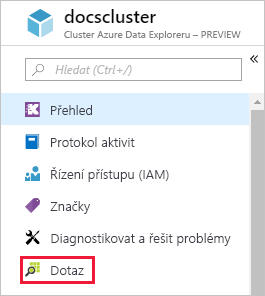 docscluster
Cluster Azure Data Exploreru – PREVIEW
Hledat (Ctrl+/)
Přehled
Protokol aktivit
Řízení přístupu (IAM)
Značky
Diagnostikovat a řešit problémy
Dotaz